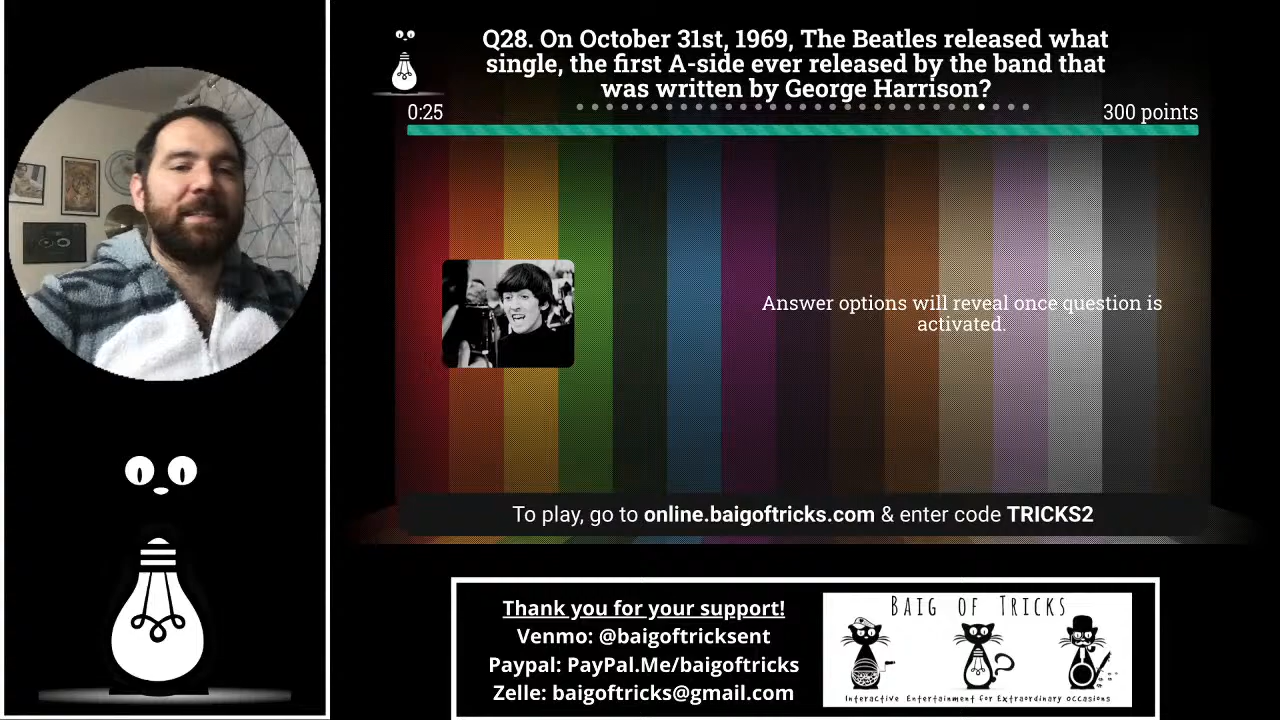 Q28. On October 31st, 1969, The Beatles released what
single, the first A-side ever released by the band that
was written by George Harrison?
0:25
300 points
Answer options will reveal once question is
activated.
To play, go to online.baigoftricks.com & enter code TRICKS2
Thank you for your support!
Venmo: @baigoftricksent
Paypal: PayPal.Me/baigoftricks
Zelle: baigoftricks@gmail.com
BAIG OF TRICKS
Interactive Entertainment for Extraordinary occasions